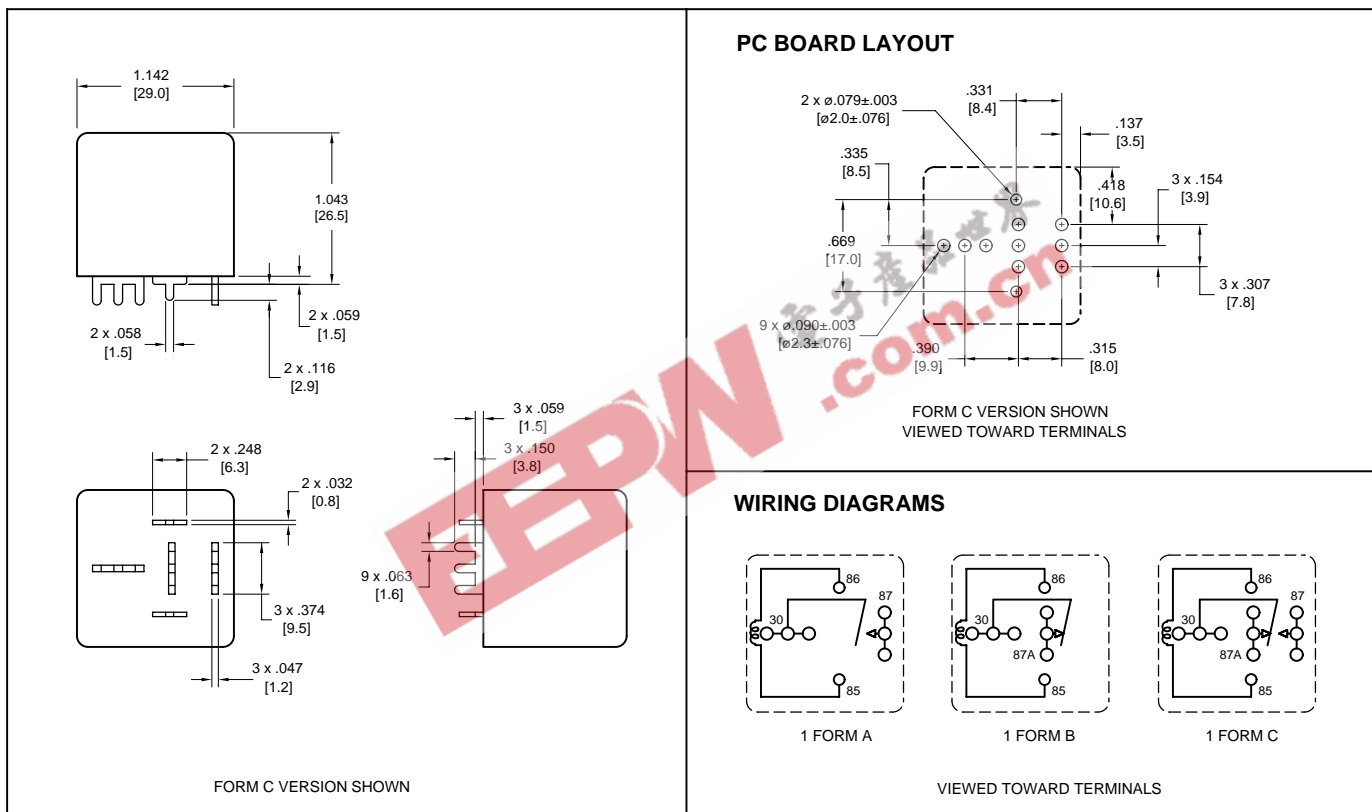 1.142
[29.0]
1.043
[26.5]
2 x .058
[1.5]
2 x .059
[1.5]
2 x .116
[2.9]
2 x .248
[6.3]
2 x .032
[0.8]
3 x .374
[9.5]
3 x .047
[1.2]
3 x .059
[1.5]
3 x .150
[3.8]
9 x .063
[1.6]
FORM C VERSION SHOWN
PC BOARD LAYOUT
2 x ø.079±.003
[ø2.0±.076]
.331
[8.4]
.137
[3.5]
.335
[8.5]
.418
[10.6]
3 x .154
[3.9]
.669
[17.0]
3 x .307
[7.8]
9 x ø.090±.003
[ø2.3±.076]
.390
[9.9]
.315
[8.0]
FORM C VERSION SHOWN
VIEWED TOWARD TERMINALS
EEPW
.com.cn
电子产品世界
WIRING DIAGRAMS
86
87
30
85
1 FORM A
86
30
87A
85
1 FORM B
86
87
30
87A
85
1 FORM C
VIEWED TOWARD TERMINALS